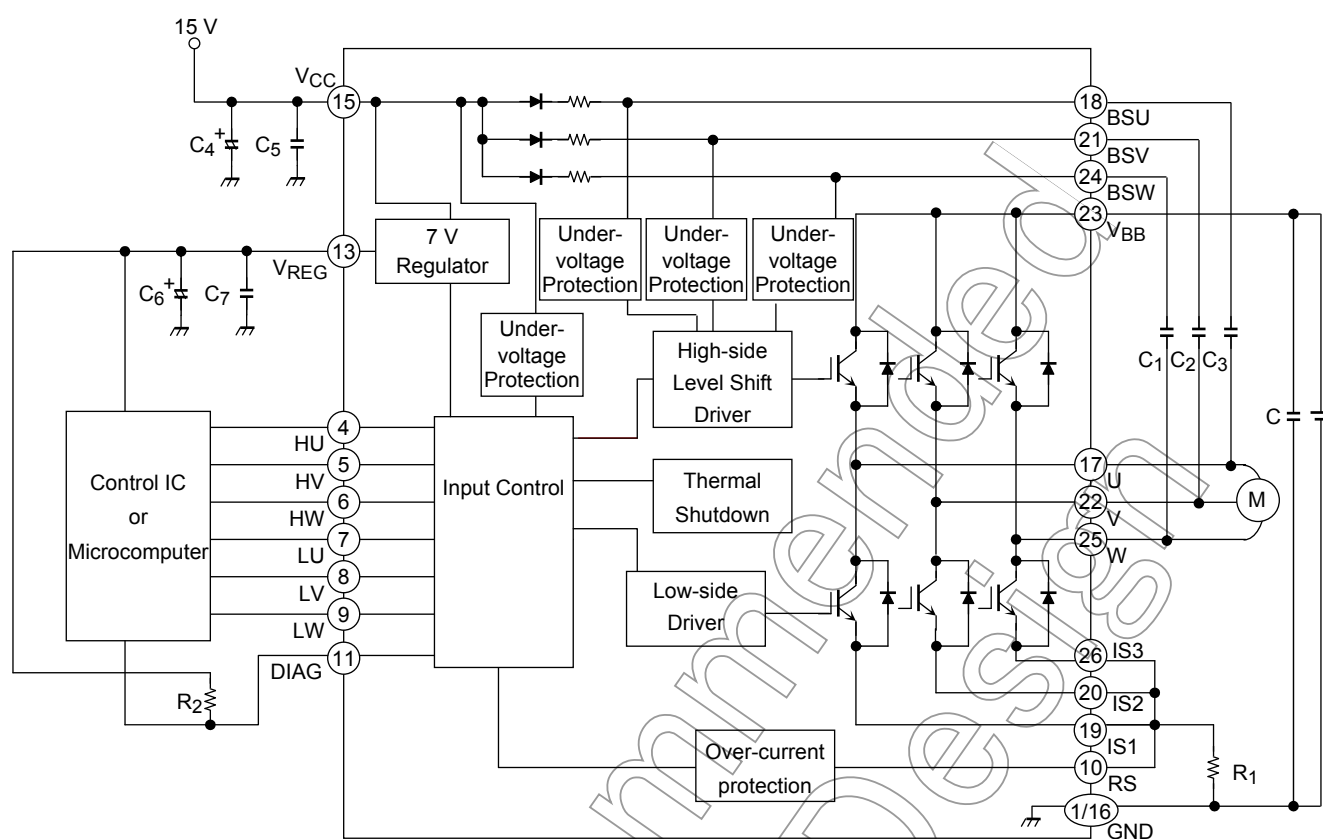 15 V
VCC
15
C4
+
C5
18
BSU
21
BSV
24
BSW
23
VBB
13
VREG
7 V
Regulator
Under-
voltage
Protection
Under-
voltage
Protection
Under-
voltage
Protection
C6
+
C7
Under-
voltage
Protection
High-side
Level Shift
Driver
C1
C2
C3
C
Control IC
or
Microcomputer
4
HU
5
HV
6
HW
7
LU
8
LV
9
LW
11
DIAG
Input Control
Thermal
Shutdown
Low-side
Driver
17
U
22
V
25
W
M
26
IS3
20
IS2
19
IS1
10
RS
1/16
GND
R2
Over-current
protection
R1
mmended
Design